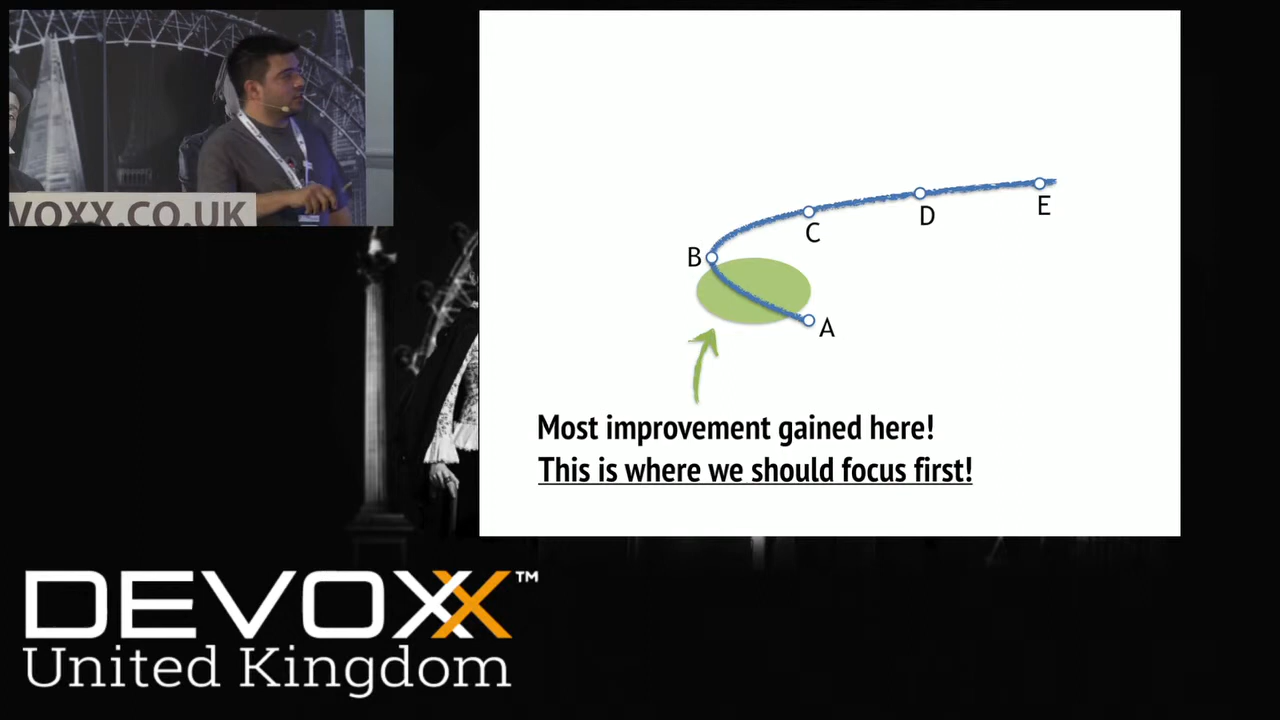 VOXX.CO.UK
E
D
C
B
A
Most improvement gained here!
This is where we should focus first!
DEVOXX™
United Kingdom